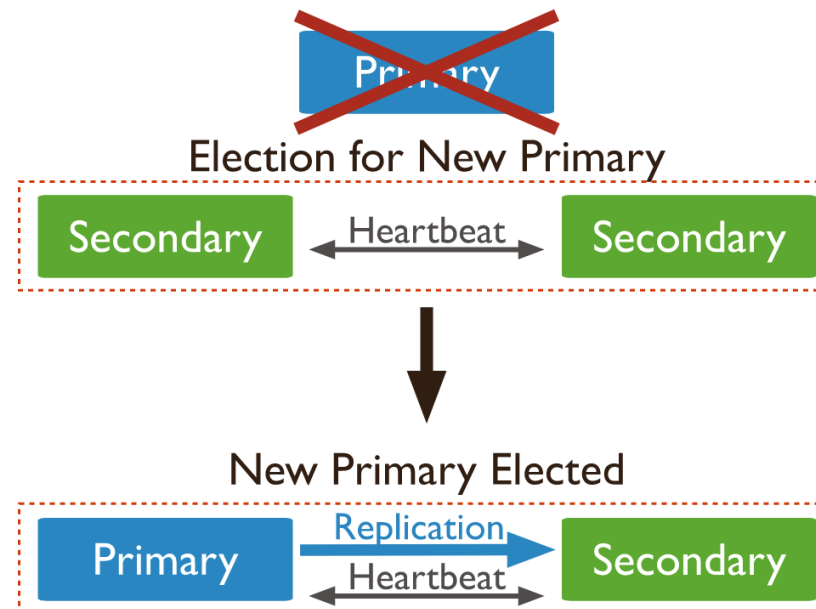 Primary
Election for New Primary
Secondary
Heartbeat
Secondary
New Primary Elected
Primary
Replication
Heartbeat
Secondary